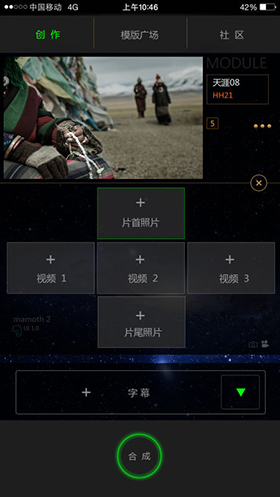 中国移动 4G 上午10:46
创作 模版广场 社区
MODULE
天涯08
HH21
5
片首照片
视频 1 视频 2 视频 3
片尾照片
mamoth 2
字幕
合成